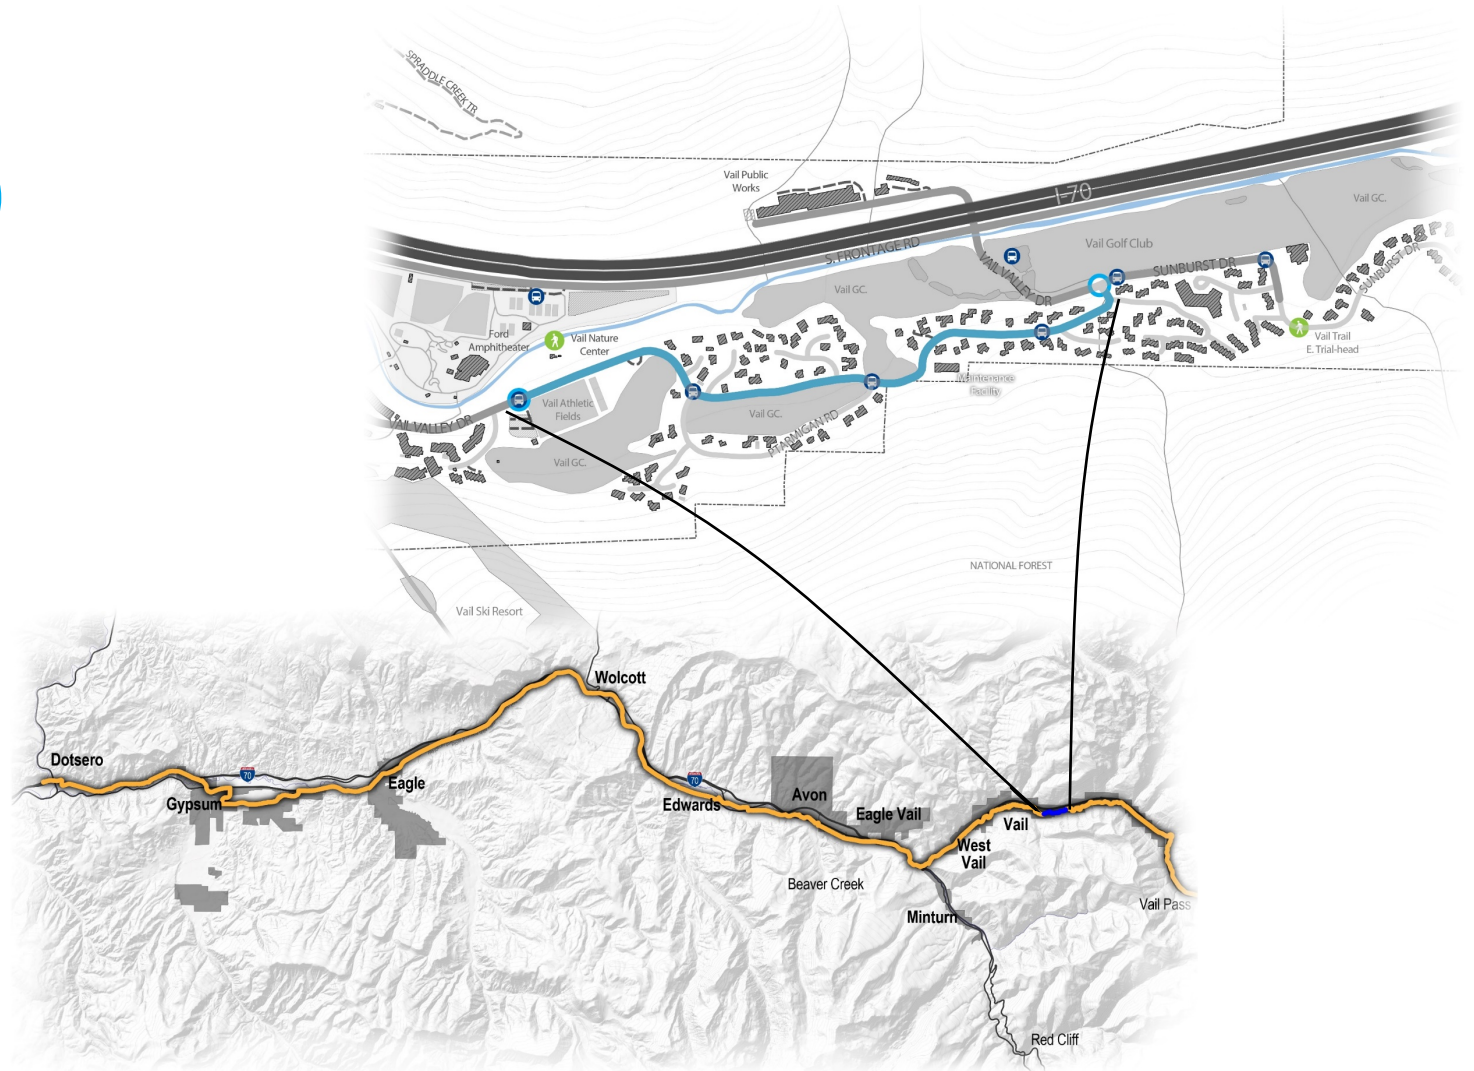 SPRADDLE CREEK TR
Vail Public
Works
I-70
Vail GC.
S. FRONTAGE RD
Vail Golf Club
VAIL VALLEY DR
SUNBURST DR
SUNBURST DR
Vail GC.
Ford
Amphitheater
Vail Nature
Center
Vail Trail
E. Trial-head
Maintenance
Facility
Vail Athletic
Fields
Vail GC.
VAIL VALLEY DR
PTARMIGAN RD
Vail GC.
NATIONAL FOREST
Vail Ski Resort
Wolcott
Dotsero
70
Eagle
Gypsum
70
Edwards
Avon
Eagle Vail
Vail
West
Vail
Beaver Creek
Minturn
Vail Pass
Red Cliff